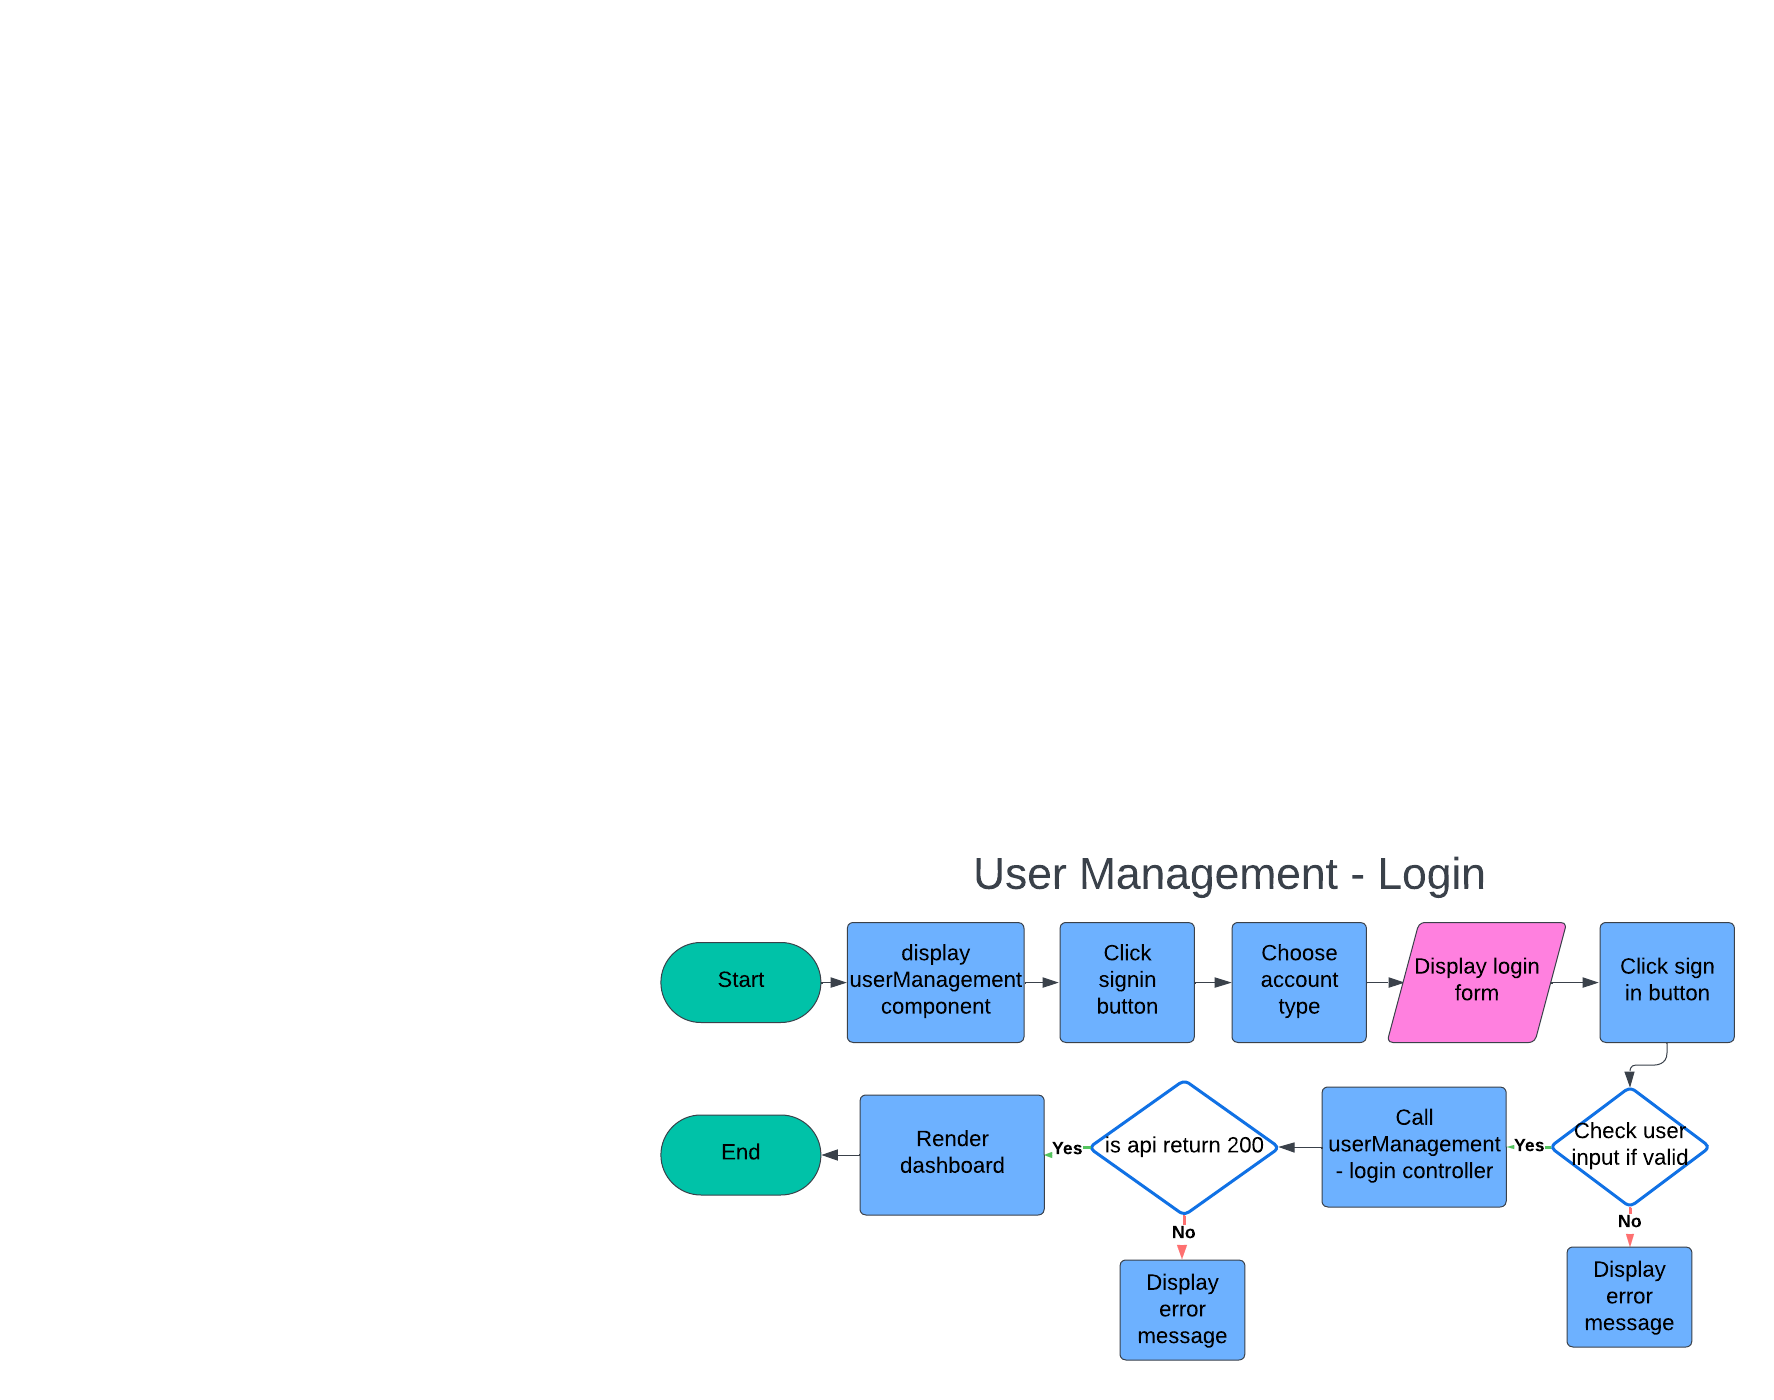 User Management - Login
Start
display
userManagement
component
Click
signin
button
Choose
account
type
Display login
form
Click sign
in button
Check user
input if valid
Yes
No
Display
error
message
Call
userManagement
- login controller
is api return 200
Yes
No
Display
error
message
Render
dashboard
End